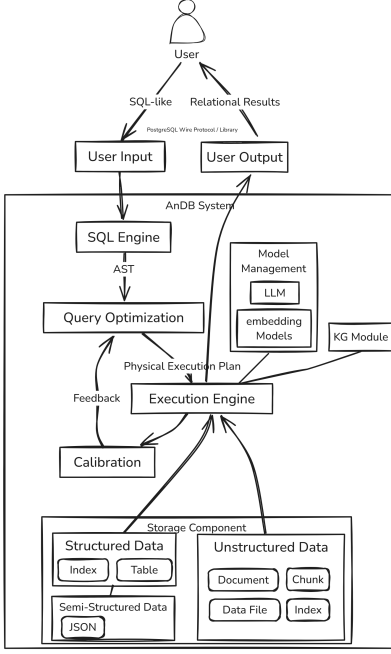 User
SQL-like
Relational Results
PostgreSQL Wire Protocol / Library
User Input
User Output
AnDB System
SQL Engine
Model
Management
AST
LLM
Query Optimization
embedding
Models
KG Module
Physical Execution Plan
Feedback
Execution Engine
Calibration
Storage Component
Structured Data
Unstructured Data
Index
Table
Document
Chunk
Semi-Structured Data
Data File
Index
JSON